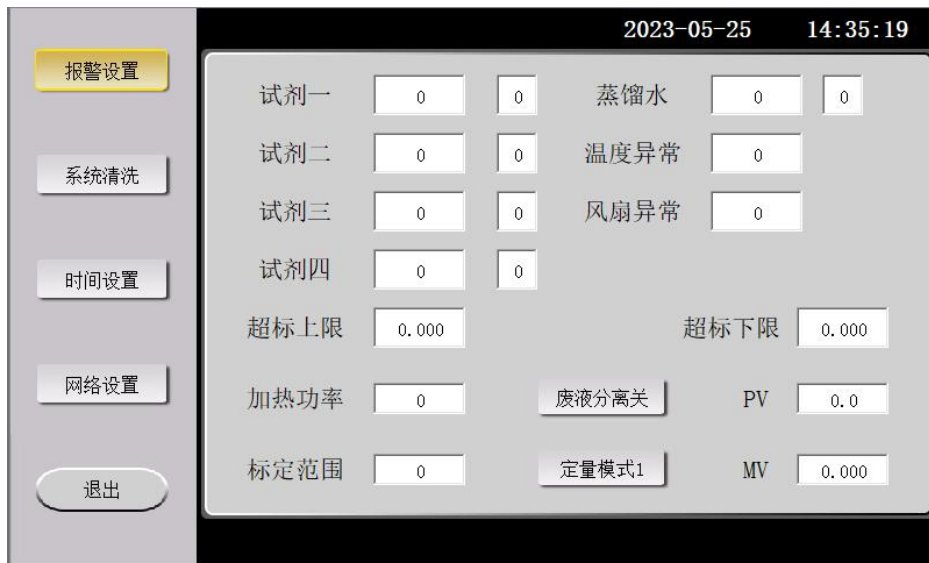 2023-05-25 14:35:19
报警设置
系统清洗
时间设置
网络设置
退出
试剂一 0 0 蒸馏水 0 0
试剂二 0 0 温度异常 0
试剂三 0 0 风扇异常 0
试剂四 0 0
超标上限 0.000 超标下限 0.000
加热功率 0 废液分离关 PV 0.0
标定范围 0 定量模式1 MV 0.000